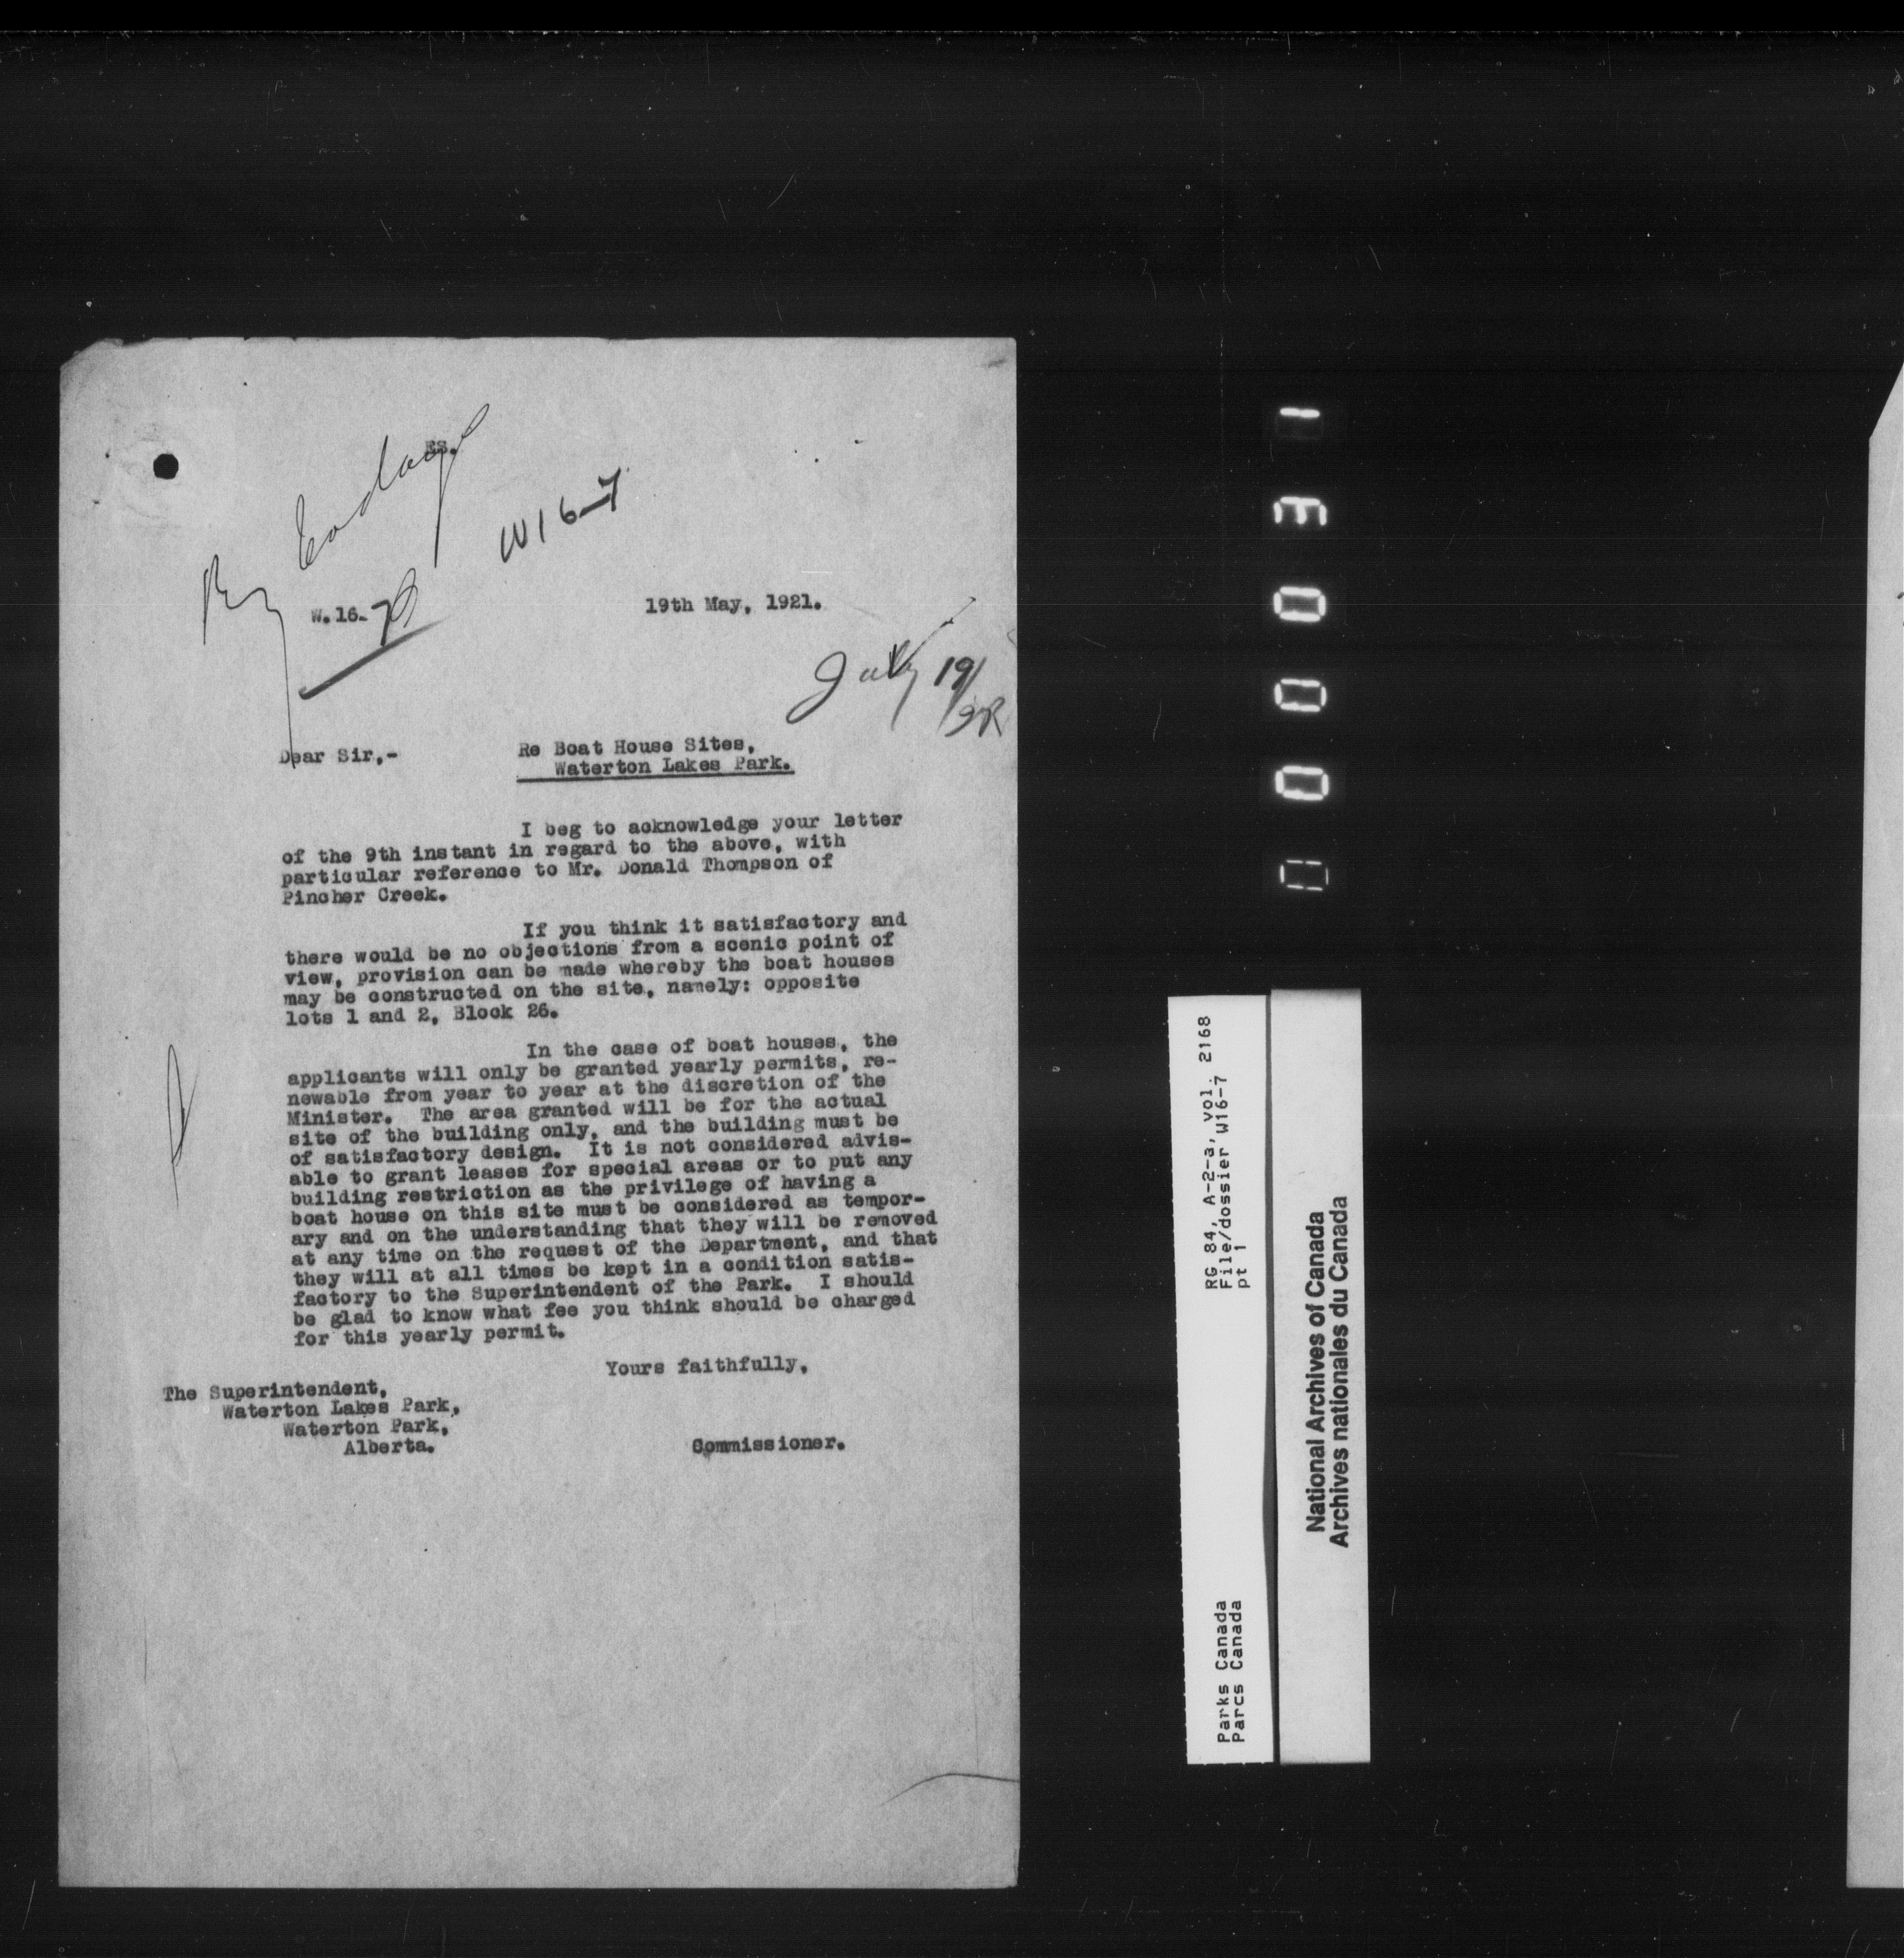 ES.
W16-7
W.16-
19th May, 1921.
July 19/
Dear Sir,-
Re Boat House Sites,
Waterton Lakes Park.
I beg to acknowledge your letter
of the 9th instant in regard to the above, with
particular reference to Mr. Donald Thompson of
Pincher Creek.
If you think it satisfactory and
there would be no objections from a scenic point of
view, provision can be made whereby the boat houses
may be constructed on the site, namely: opposite
lots 1 and 2, Block 26.
In the case of boat houses, the
applicants will only be granted yearly permits, re-
newable from year to year at the discretion of the
Minister. The area granted will be for the actual
site of the building only, and the building must be
of satisfactory design. It is not considered advis-
able to grant leases for special areas or to put any
building restriction as the privilege of having a
boat house on this site must be considered as tempor-
ary and on the understanding that they will be removed
at any time on the request of the Department, and that
they will at all times be kept in a condition satis-
factory to the Superintendent of the Park. I should
be glad to know what fee you think should be charged
for this yearly permit.
Yours faithfully,
The Superintendent,
Waterton Lakes Park,
Waterton Park,
Alberta.
Commissioner.
000031
RG 84, A-2-a, vol. 2168
File/dossier W16-7
pt 1
Parks Canada
Parcs Canada
National Archives of Canada
Archives nationales du Canada